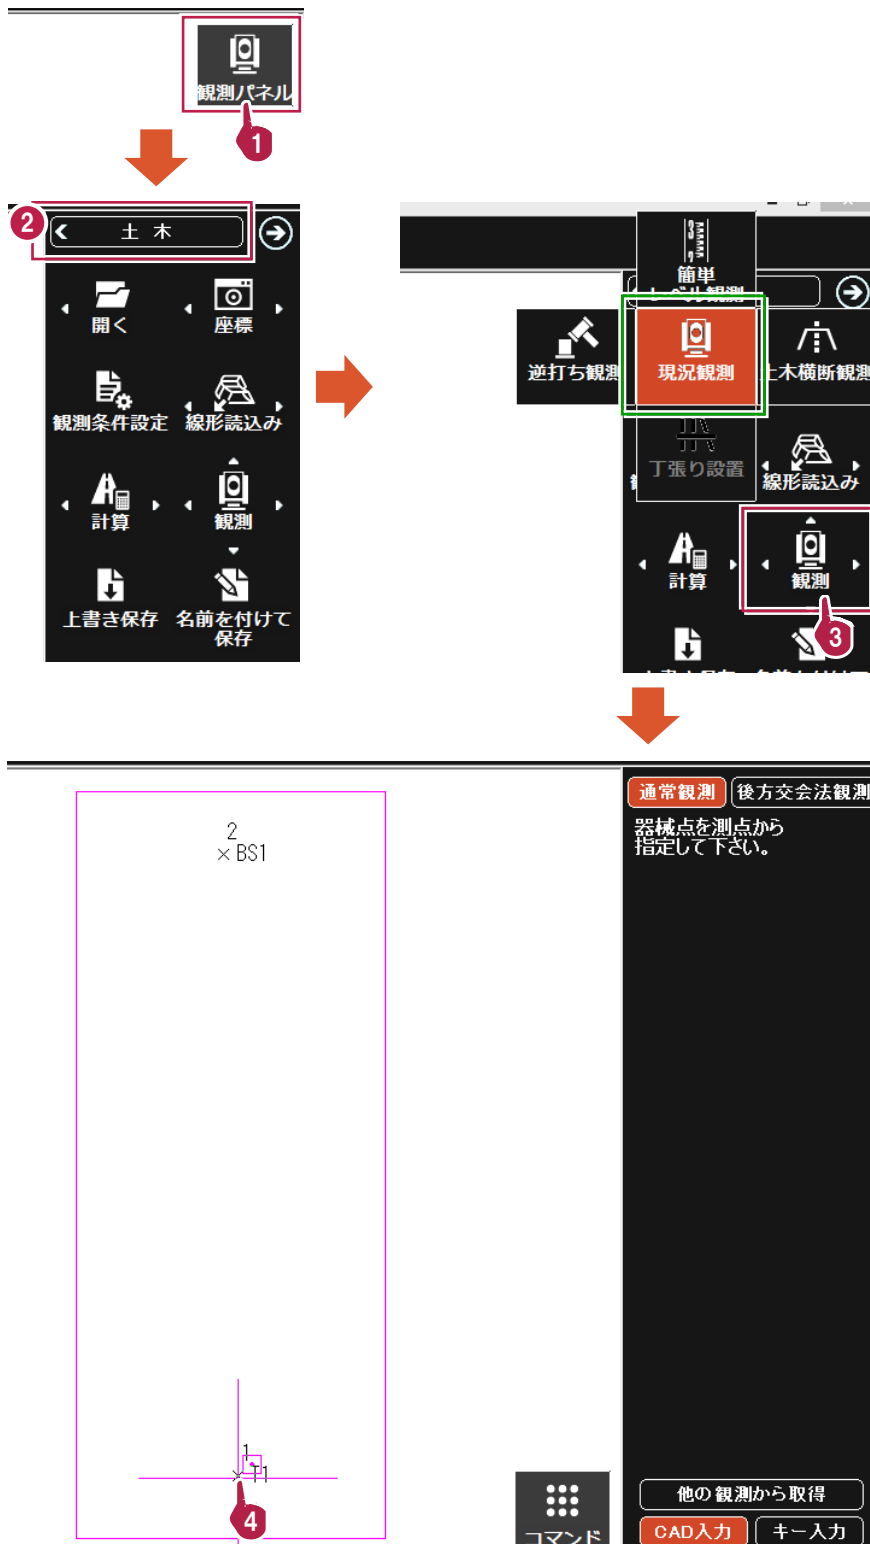 観測パネル
1
2
土 木
開く
座標
観測条件設定
線形読込み
計算
観測
上書き保存
名前を付けて
保存
簡単
レベル観測
逆打ち観測
現況観測
土木横断観測
丁張り設置
線形読込み
計算
観測
3
通常観測
後方交会法観測
器械点を測点から
指定して下さい。
2
× BS1
1
T1
4
コマンド
他の観測から取得
CAD入力
キー入力